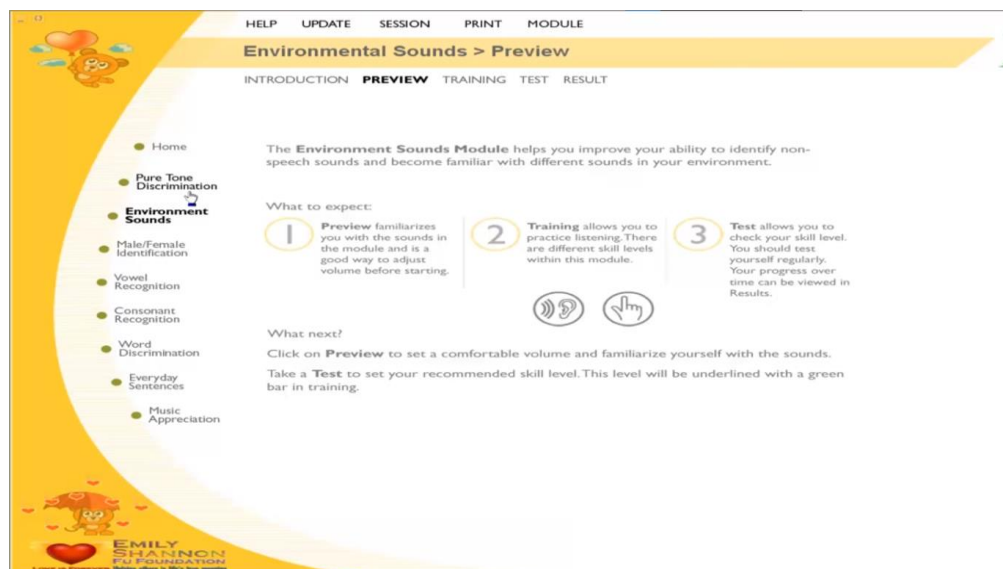 HELP UPDATE SESSION PRINT MODULE
Environmental Sounds > Preview
INTRODUCTION PREVIEW TRAINING TEST RESULT
Home
Pure Tone
Discrimination
Environment
Sounds
Male/Female
Identification
Vowel
Recognition
Consonant
Recognition
Word
Discrimination
Everyday
Sentences
Music
Appreciation
The Environment Sounds Module helps you improve your ability to identify non-
speech sounds and become familiar with different sounds in your environment.
What to expect:
1
Preview familiarizes
you with the sounds in
the module and is a
good way to adjust
volume before starting.
2
Training allows you to
practice listening. There
are different skill levels
within this module.
3
Test allows you to
check your skill level.
You should test
yourself regularly.
Your progress over
time can be viewed in
Results.
What next?
Click on Preview to set a comfortable volume and familiarize yourself with the sounds.
Take a Test to set your recommended skill level. This level will be underlined with a green
bar in training.
EMILY
SHANNON
FU FOUNDATION